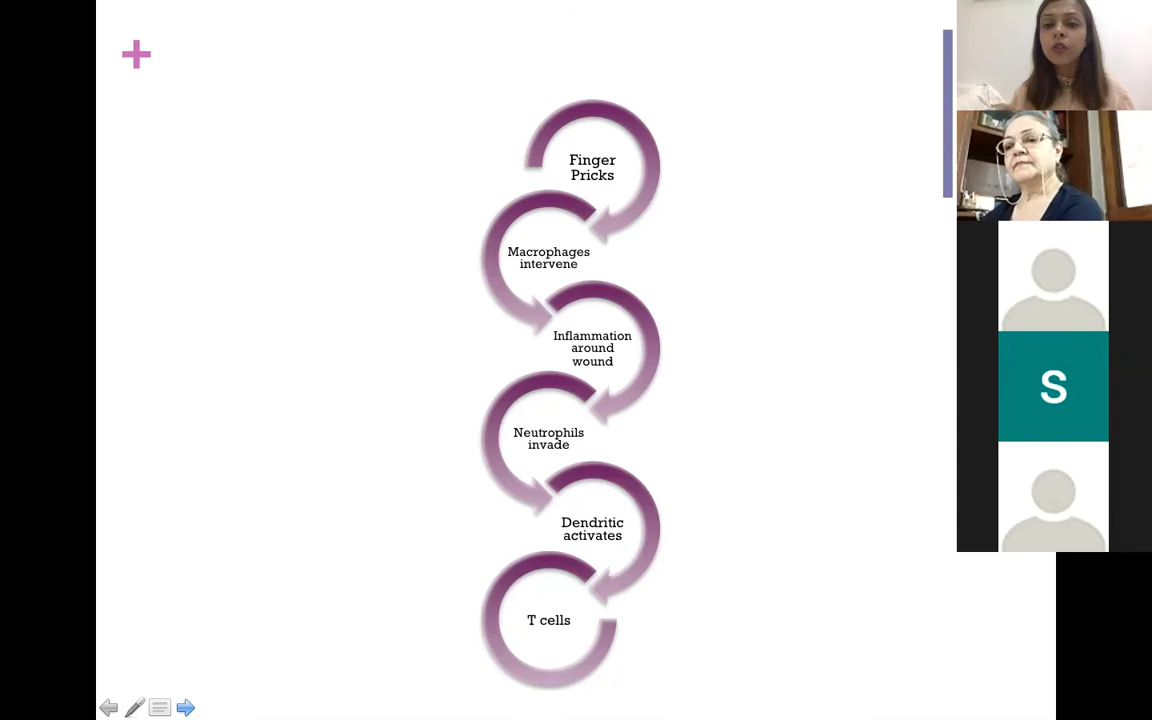 Finger
Pricks
Macrophages
intervene
Inflammation
around
wound
Neutrophils
invade
Dendritic
activates
T cells
S